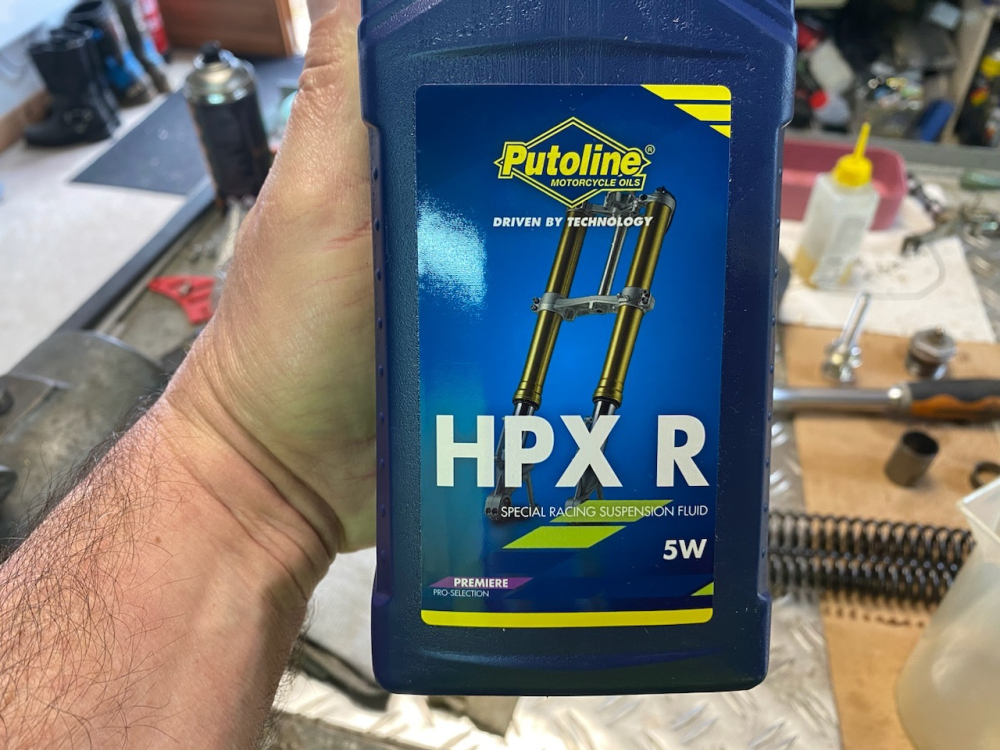 Putoline®
MOTORCYCLE OILS
DRIVEN BY TECHNOLOGY
HPX R
SPECIAL RACING SUSPENSION FLUID
5W
PREMIERE
PRO-SELECTION